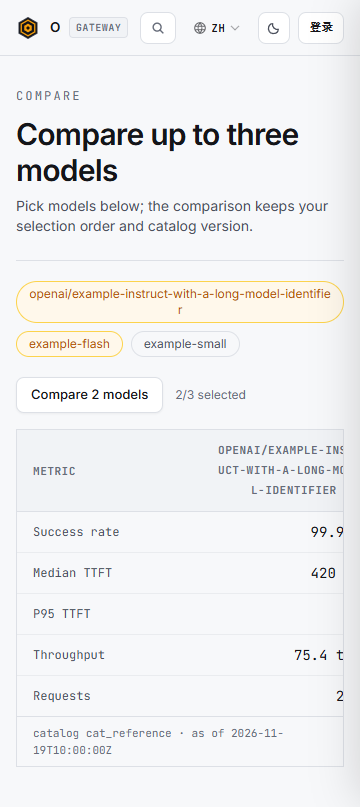 O GATEWAY ZH 登录
COMPARE
Compare up to three
models
Pick models below; the comparison keeps your
selection order and catalog version.
openai/example-instruct-with-a-long-model-identifie
r
example-flash example-small
Compare 2 models 2/3 selected
OPENAI/EXAMPLE-INS
METRIC UCT-WITH-A-LONG-MO
L-IDENTIFIER
Success rate 99.9
Median TTFT 420
P95 TTFT
Throughput 75.4 t
Requests 2
catalog cat_reference · as of 2026-11-
19T10:00:00Z